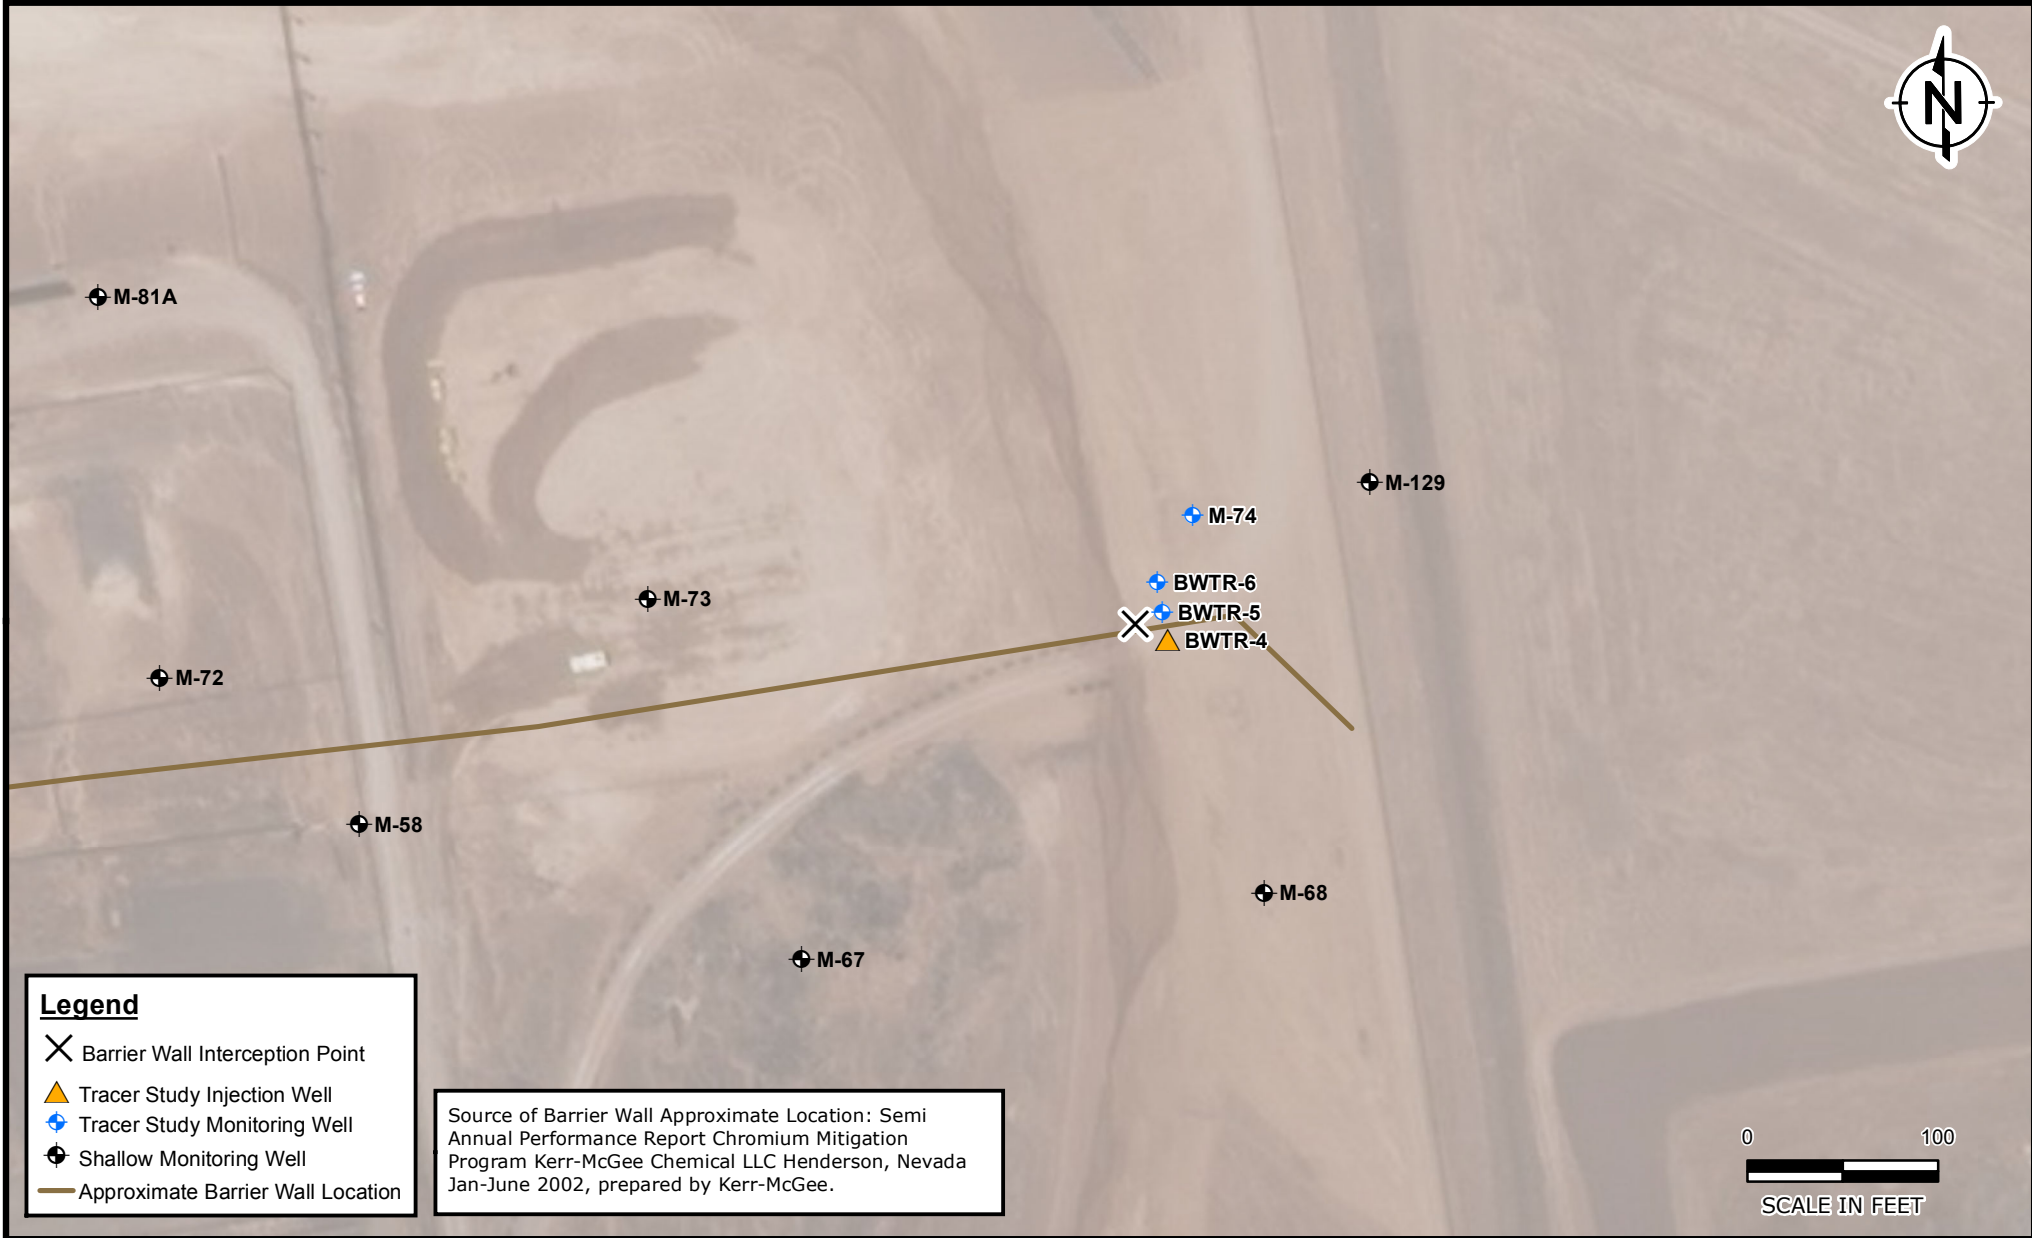 N
M-81A
M-129
M-74
BWTR-6
M-73
BWTR-5
BWTR-4
M-72
M-58
M-68
M-67
Legend
Barrier Wall Interception Point
Tracer Study Injection Well
Tracer Study Monitoring Well
Shallow Monitoring Well
Approximate Barrier Wall Location
Source of Barrier Wall Approximate Location: Semi
Annual Performance Report Chromium Mitigation
Program Kerr-McGee Chemical LLC Henderson, Nevada
Jan-June 2002, prepared by Kerr-McGee.
0 100
SCALE IN FEET